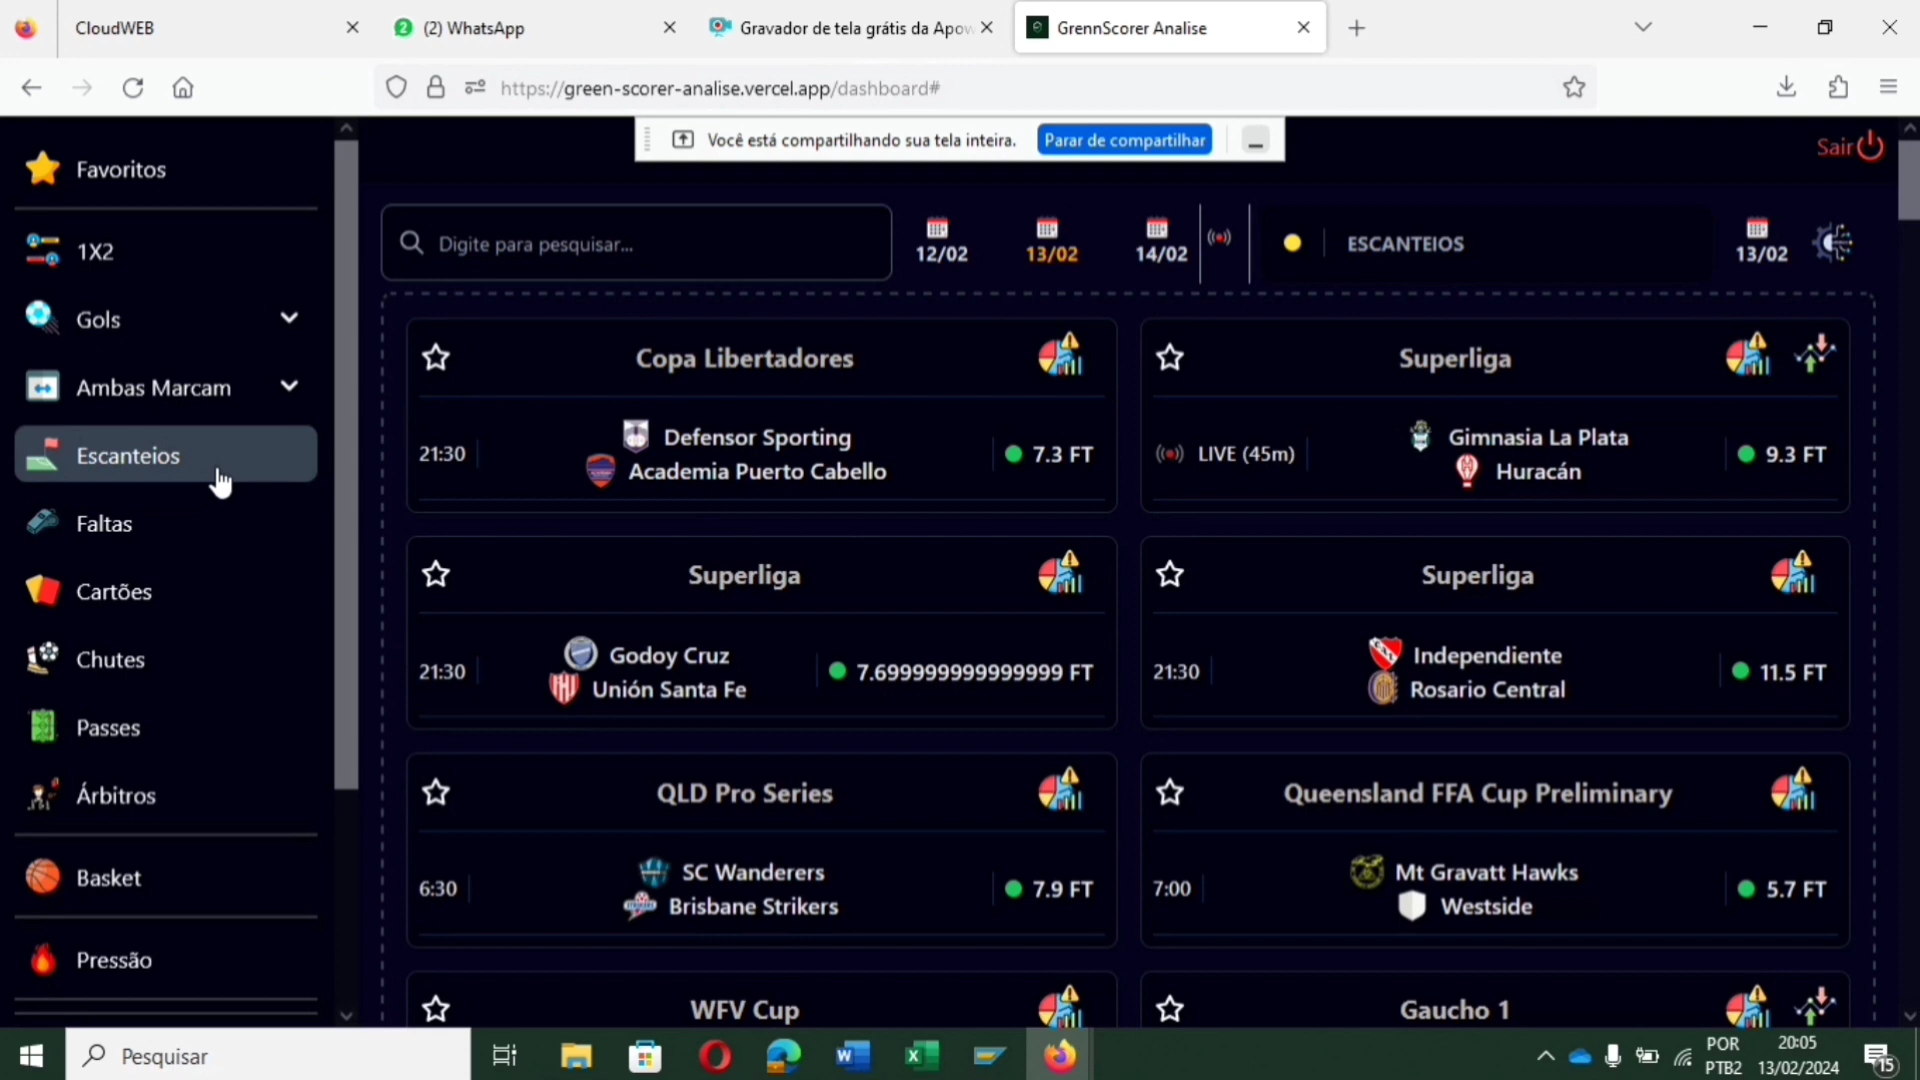 CloudWEB
(2) WhatsApp
Gravador de tela grátis da Apow
GrennScorer Analise
https://green-scorer-analise.vercel.app/dashboard#
Você está compartilhando sua tela inteira.
Parar de compartilhar
Sair
Favoritos
1X2
Gols
Ambas Marcam
Escanteios
Faltas
Cartões
Chutes
Passes
Árbitros
Basket
Pressão
Digite para pesquisar...
12/02
13/02
14/02
ESCANTEIOS
13/02
Copa Libertadores
21:30
Defensor Sporting
Academia Puerto Cabello
7.3 FT
Superliga
LIVE (45m)
Gimnasia La Plata
Huracán
9.3 FT
Superliga
21:30
Godoy Cruz
Unión Santa Fe
7.699999999999999 FT
Superliga
21:30
Independiente
Rosario Central
11.5 FT
QLD Pro Series
6:30
SC Wanderers
Brisbane Strikers
7.9 FT
Queensland FFA Cup Preliminary
7:00
Mt Gravatt Hawks
Westside
5.7 FT
WFV Cup
Gaucho 1
Pesquisar
POR
PTB2
20:05
13/02/2024
15